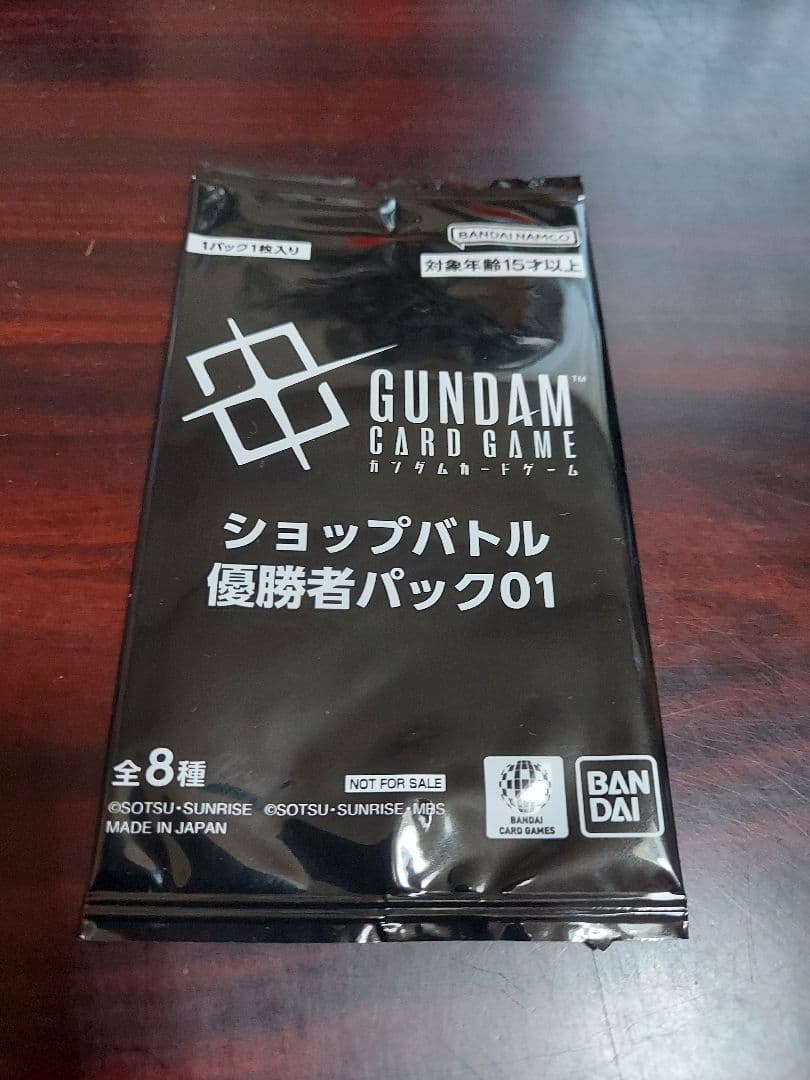 1パック1枚入り
BANDAI NAMCO
対象年齢15才以上
GUNDAM™
CARD GAME
ガンダムカードゲーム
ショップバトル
優勝者パック01
全8種
NOT FOR SALE
©SOTSU・SUNRISE ©SOTSU・SUNRISE・MBS
MADE IN JAPAN
BANDAI
CARD GAMES
BAN
DAI